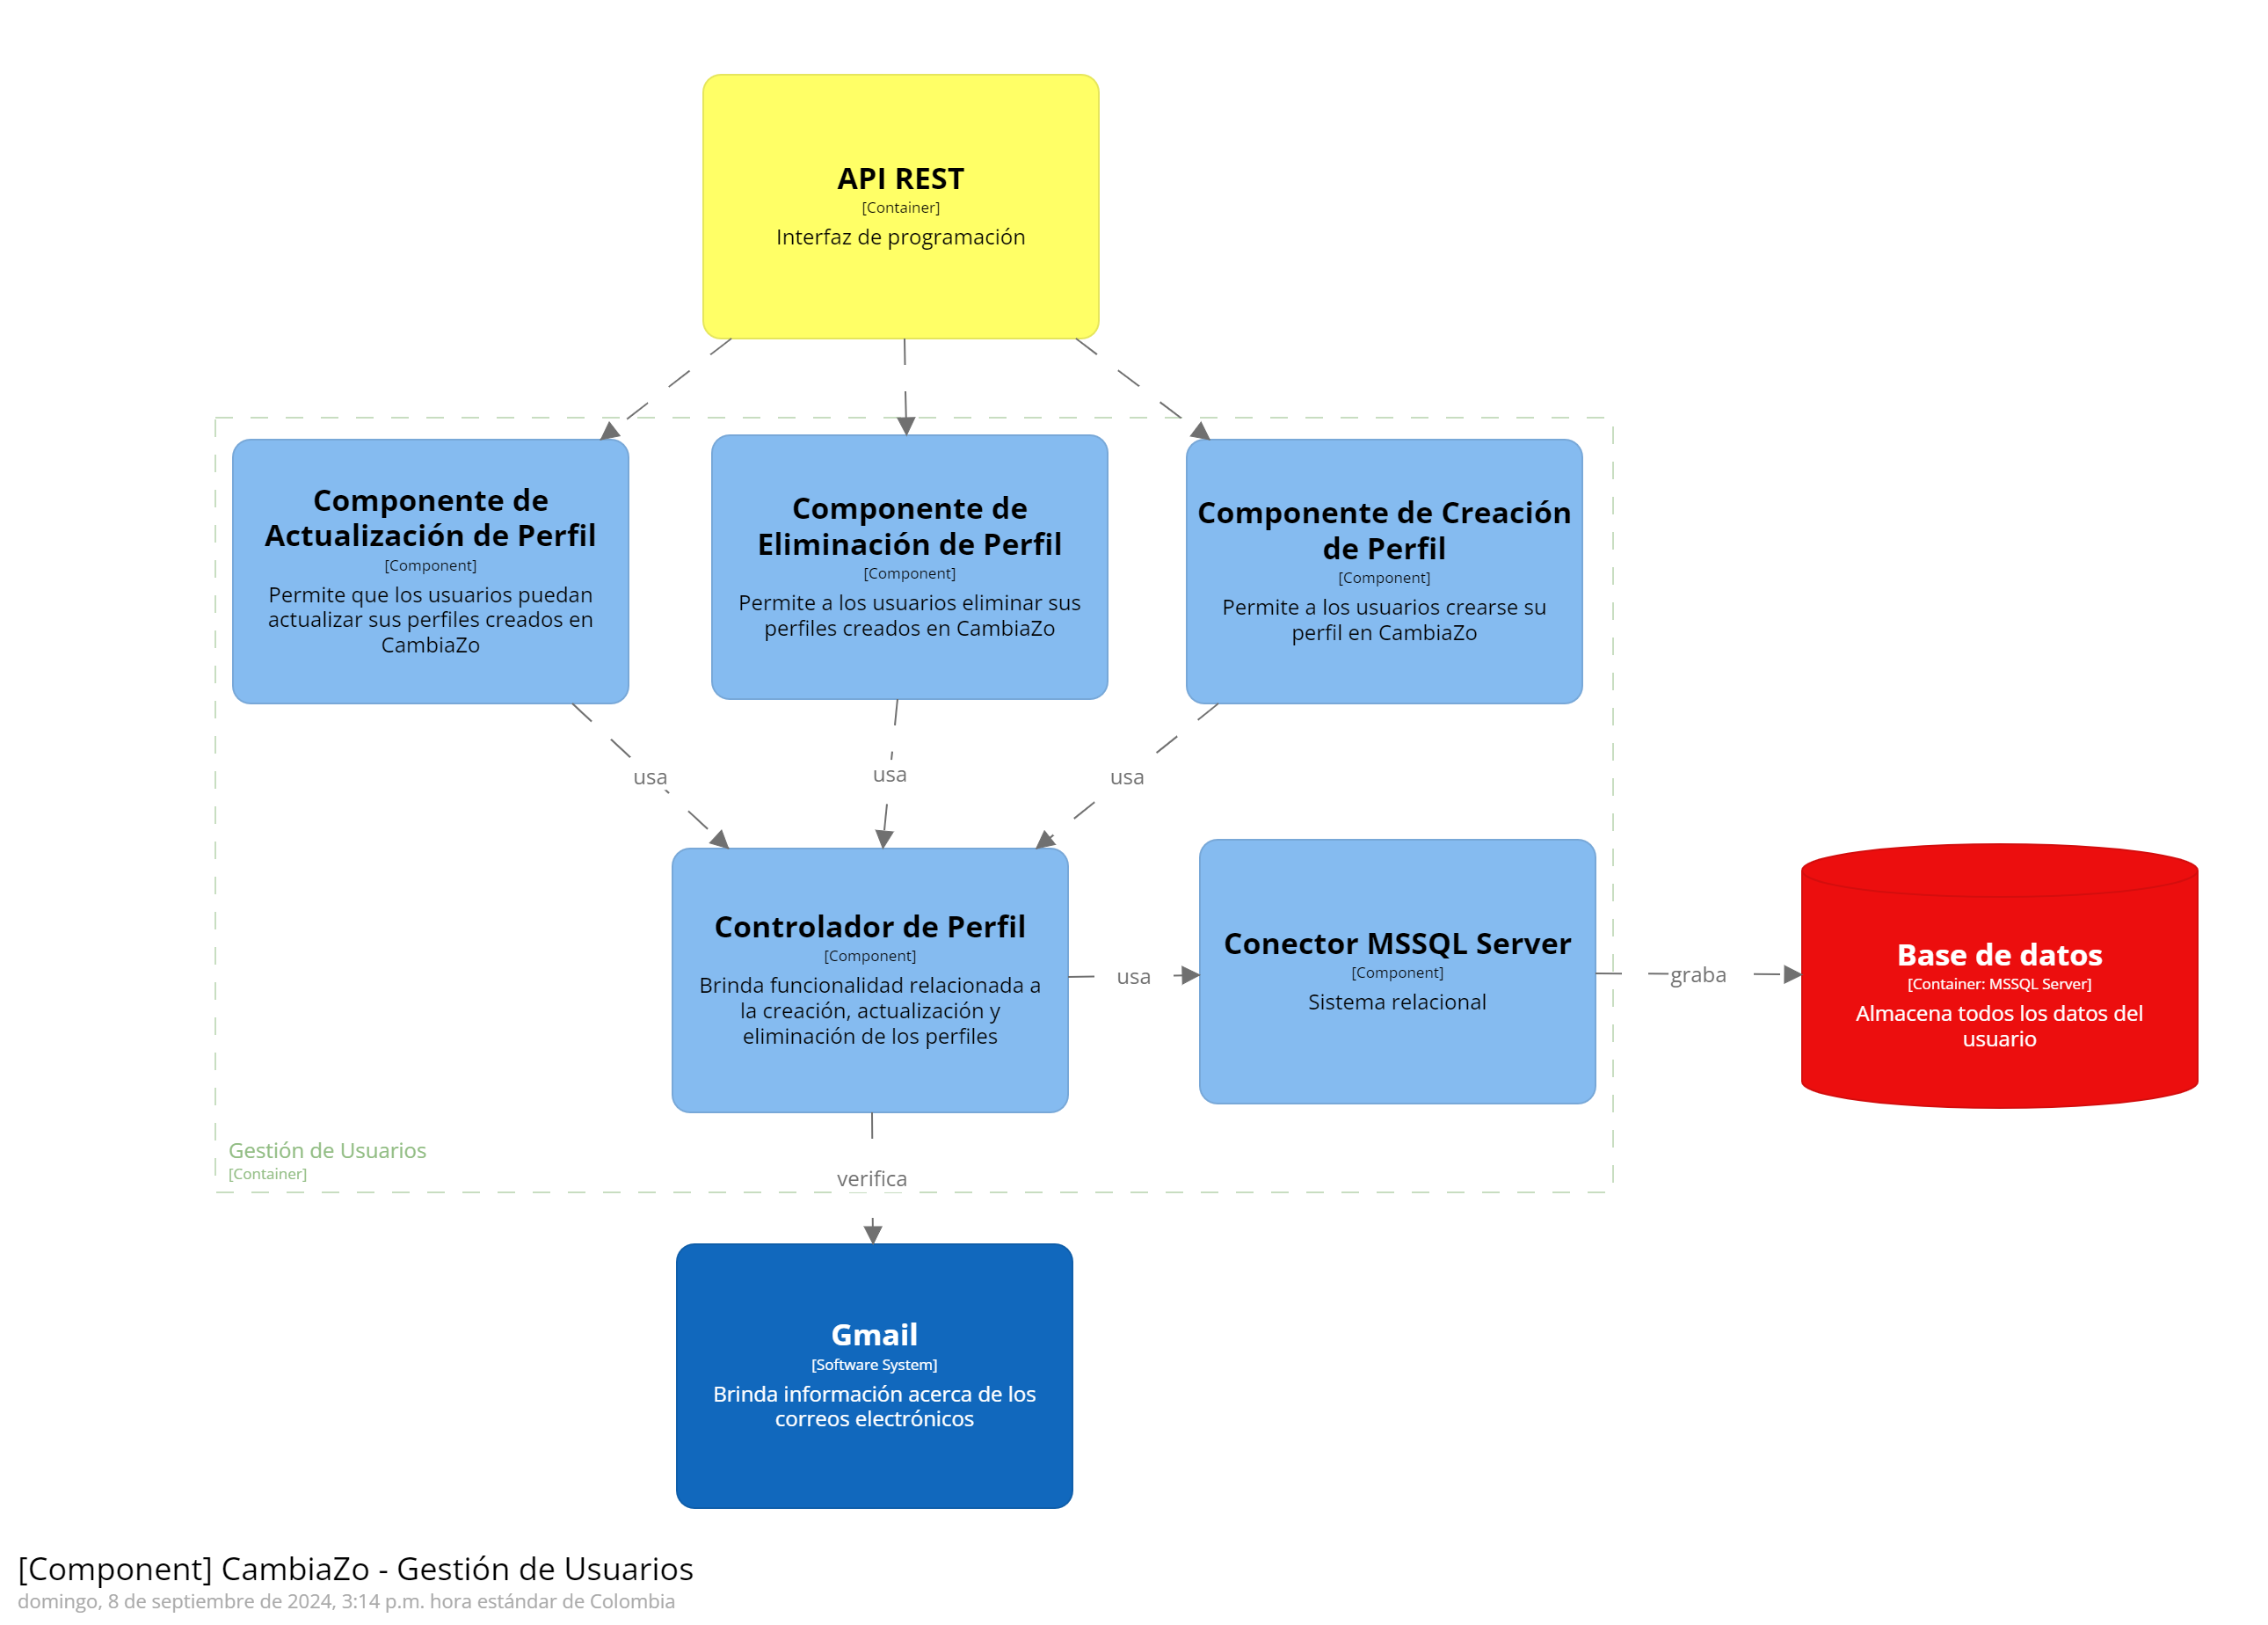 API REST
[Container]
Interfaz de programación
Componente de
Actualización de Perfil
[Component]
Permite que los usuarios puedan
actualizar sus perfiles creados en
CambiaZo
Componente de
Eliminación de Perfil
[Component]
Permite a los usuarios eliminar sus
perfiles creados en CambiaZo
Componente de Creación
de Perfil
[Component]
Permite a los usuarios crearse su
perfil en CambiaZo
usa
usa
usa
Controlador de Perfil
[Component]
Brinda funcionalidad relacionada a
la creación, actualización y
eliminación de los perfiles
usa
Conector MSSQL Server
[Component]
Sistema relacional
graba
Base de datos
[Container: MSSQL Server]
Almacena todos los datos del
usuario
Gestión de Usuarios
[Container]
verifica
Gmail
[Software System]
Brinda información acerca de los
correos electrónicos
[Component] CambiaZo - Gestión de Usuarios
domingo, 8 de septiembre de 2024, 3:14 p.m. hora estándar de Colombia